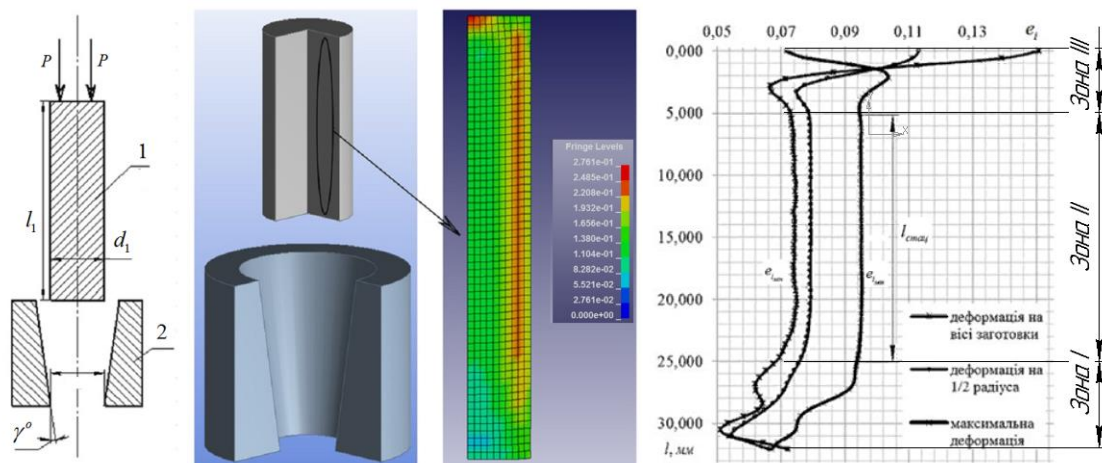 P P
1
l₁
d₁
2
γ°
Fringe Levels
2.761e-01
2.485e-01
2.208e-01
1.932e-01
1.656e-01
1.380e-01
1.104e-01
8.282e-02
5.521e-02
2.761e-02
0.000e+00
0,05 0,07 0,09 0,11 0,13 eᵢ
0,000
5,000
10,000
15,000
20,000
25,000
30,000
l, мм
X
l стац
деформація на
вісі заготовки
деформація на
1/2 радіуса
максимальна
деформація
Зона III
Зона II
Зона I